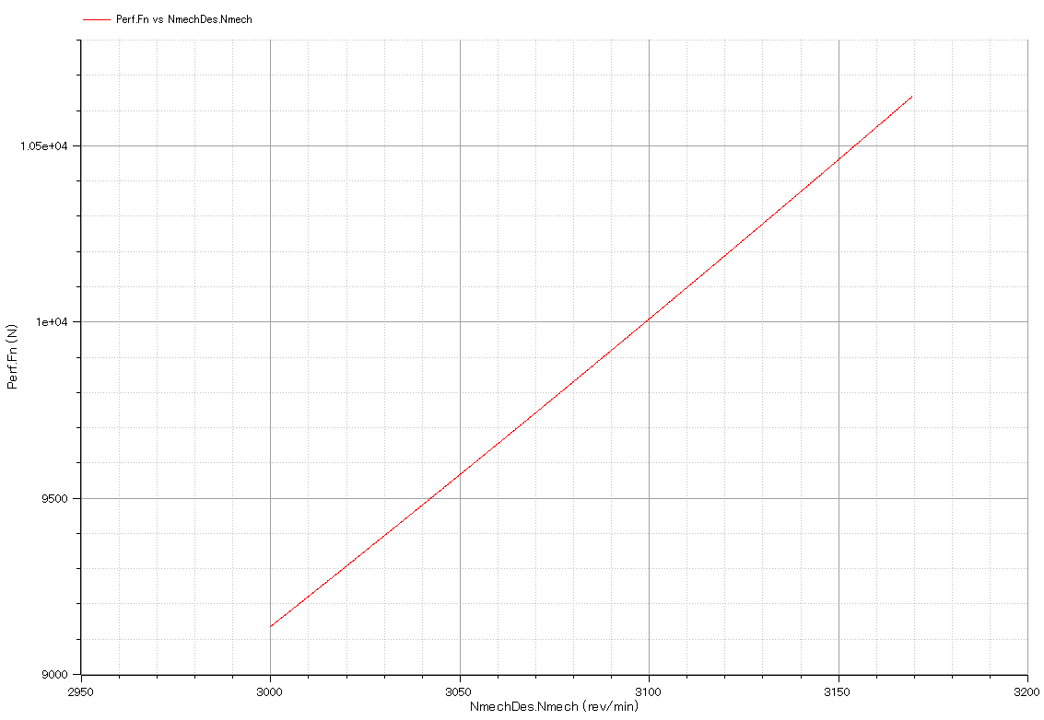 Perf.Fn vs NmechDes.Nmech
1.05e+04
1e+04
9500
9000
Perf.Fn (N)
2950 3000 3050 3100 3150 3200
NmechDes.Nmech (rev/min)